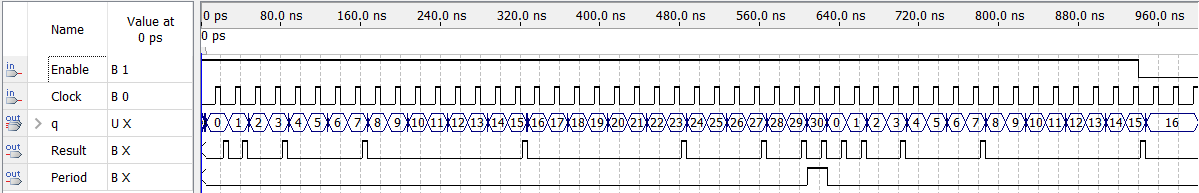 Name
Value at
0 ps
0 ps 80.0 ns 160.0 ns 240.0 ns 320.0 ns 400.0 ns 480.0 ns 560.0 ns 640.0 ns 720.0 ns 800.0 ns 880.0 ns 960.0 ns
0 ps
in Enable B 1
in Clock B 0
out > q U X 0 1 2 3 4 5 6 7 8 9 10 11 12 13 14 15 16 17 18 19 20 21 22 23 24 25 26 27 28 29 30 0 1 2 3 4 5 6 7 8 9 10 11 12 13 14 15 16
out Result B X
out Period B X